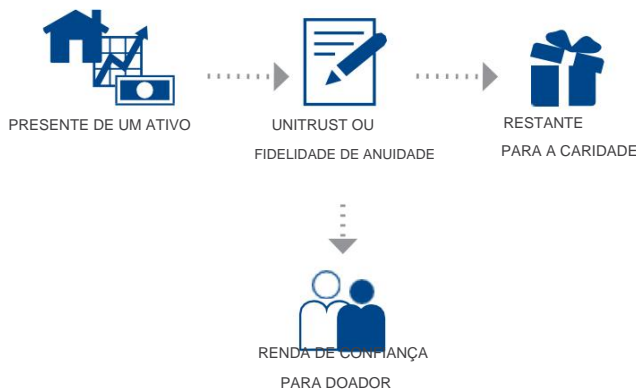 PRESENTE DE UM ATIVO
UNITRUST OU
FIDELIDADE DE ANUIDADE
RESTANTE
PARA A CARIDADE
RENDA DE CONFIANÇA
PARA DOADOR